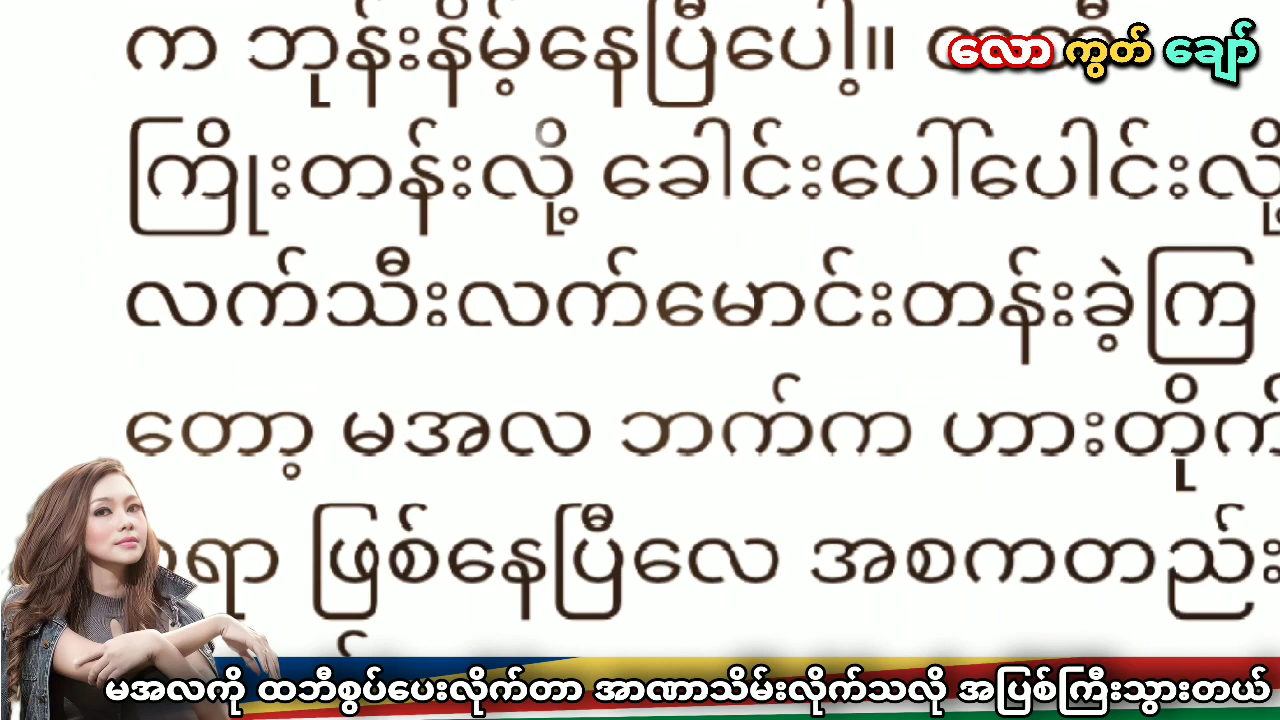 က ဘုန်းနိမ့်နေပြီပေါ့။
လော ကွတ် ချော်
ကြိုးတန်းလို့ ခေါင်းပေါ်ပေါင်းလို့
လက်သီးလက်မောင်းတန်းခဲ့ကြ
တော့ မအလ ဘက်က ဟားတိုက်
ရာ ဖြစ်နေပြီလေ အစကတည်း
မအလကို ထဘီစွပ်ပေးလိုက်တာ အာဏာသိမ်းလိုက်သလို အပြစ်ကြီးသွားတယ်